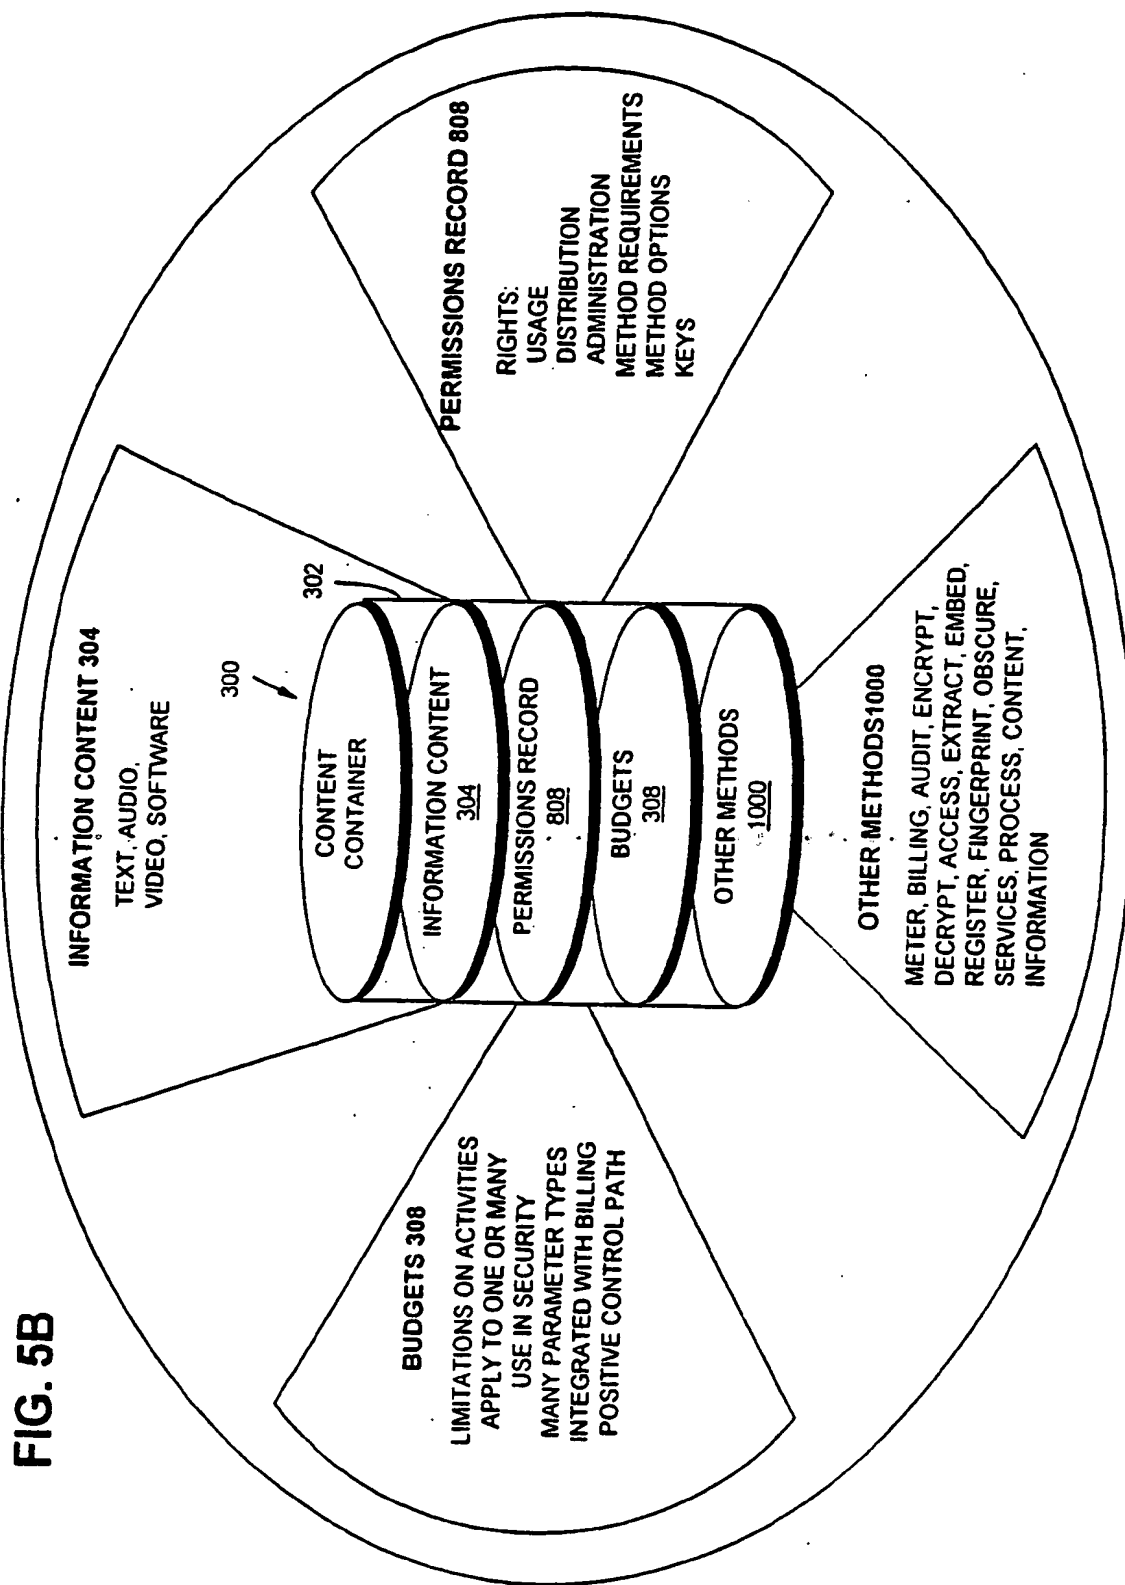 FIG. 5B
INFORMATION CONTENT 304
TEXT, AUDIO,
VIDEO, SOFTWARE
300
302
CONTENT
CONTAINER
INFORMATION CONTENT
304
PERMISSIONS RECORD
808
BUDGETS
308
OTHER METHODS
1000
BUDGETS 308
LIMITATIONS ON ACTIVITIES
APPLY TO ONE OR MANY
USE IN SECURITY
MANY PARAMETER TYPES
INTEGRATED WITH BILLING
POSITIVE CONTROL PATH
PERMISSIONS RECORD 808
RIGHTS:
USAGE
DISTRIBUTION
ADMINISTRATION
METHOD REQUIREMENTS
METHOD OPTIONS
KEYS
OTHER METHODS1000
METER, BILLING, AUDIT, ENCRYPT,
DECRYPT, ACCESS, EXTRACT, EMBED,
REGISTER, FINGERPRINT, OBSCURE,
SERVICES, PROCESS, CONTENT,
INFORMATION